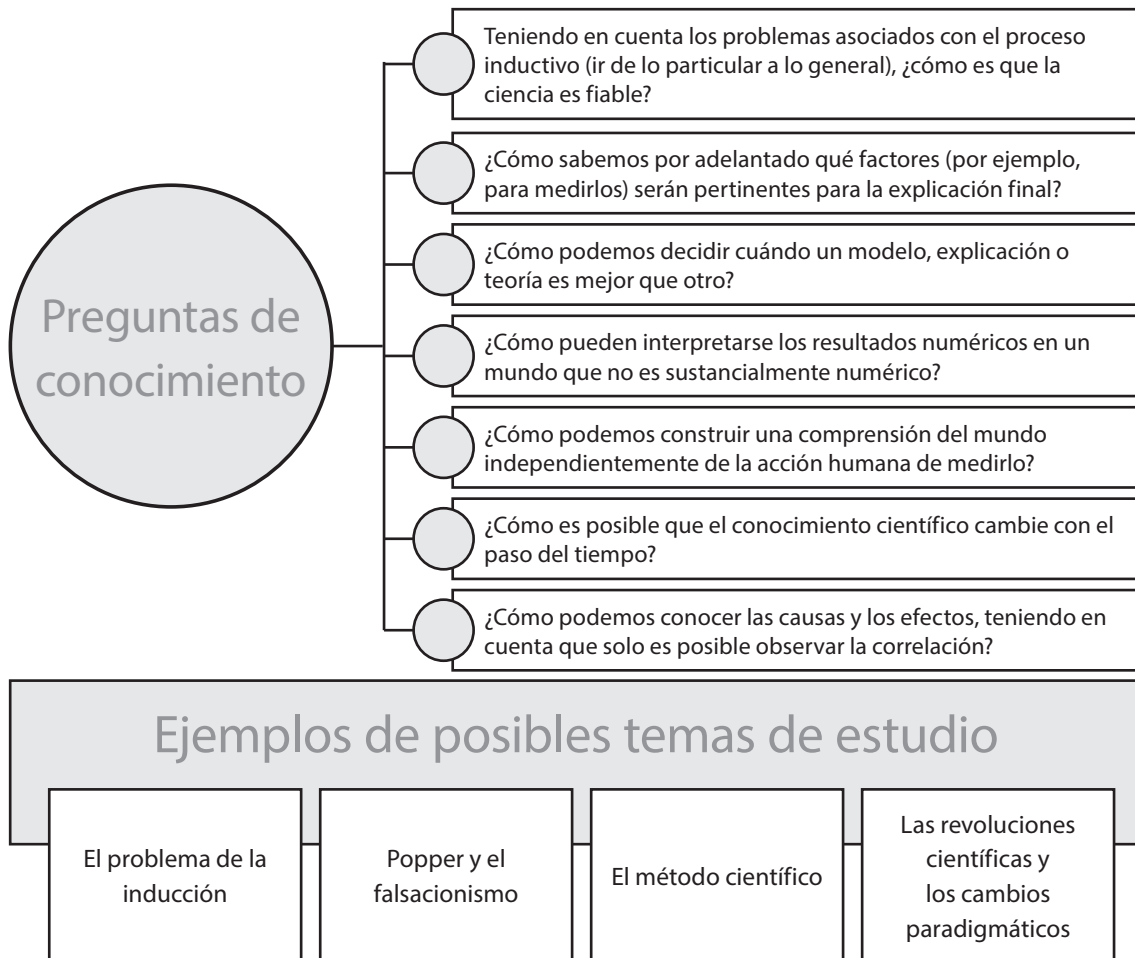 Preguntas de
conocimiento
Teniendo en cuenta los problemas asociados con el proceso
inductivo (ir de lo particular a lo general), ¿cómo es que la
ciencia es fiable?
¿Cómo sabemos por adelantado qué factores (por ejemplo,
para medirlos) serán pertinentes para la explicación final?
¿Cómo podemos decidir cuándo un modelo, explicación o
teoría es mejor que otro?
¿Cómo pueden interpretarse los resultados numéricos en un
mundo que no es sustancialmente numérico?
¿Cómo podemos construir una comprensión del mundo
independientemente de la acción humana de medirlo?
¿Cómo es posible que el conocimiento científico cambie con el
paso del tiempo?
¿Cómo podemos conocer las causas y los efectos, teniendo en
cuenta que solo es posible observar la correlación?
Ejemplos de posibles temas de estudio
El problema de la
inducción
Popper y el
falsacionismo
El método científico
Las revoluciones
científicas y
los cambios
paradigmáticos